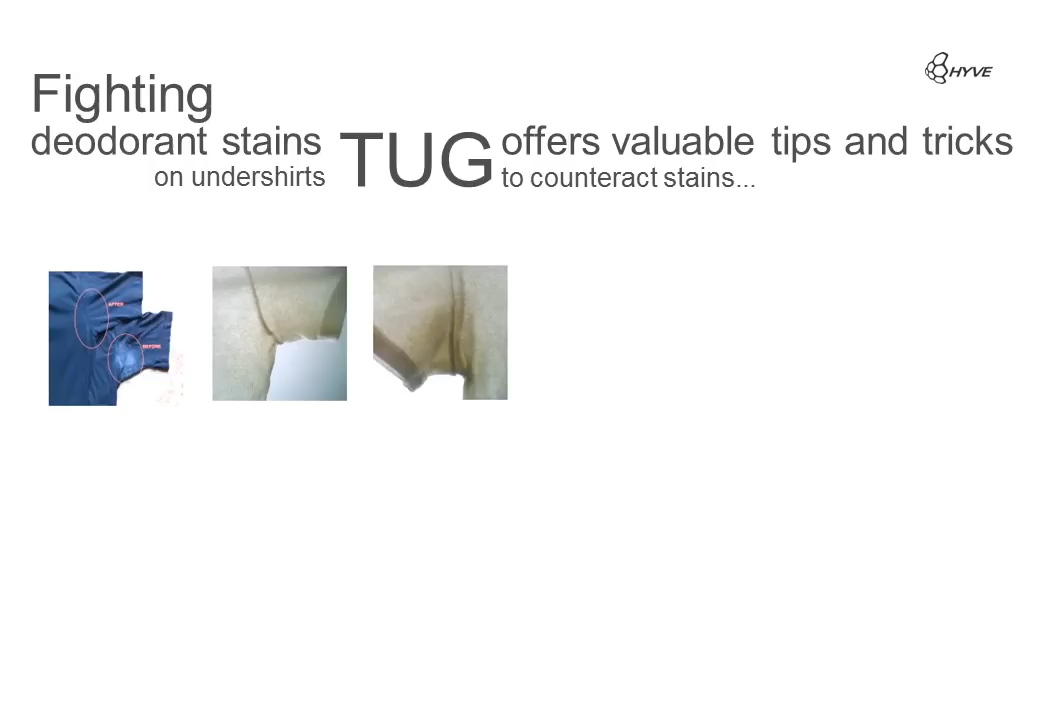 HYVE
Fighting
deodorant stains TUG offers valuable tips and tricks
on undershirts to counteract stains...
AFTER
BEFORE